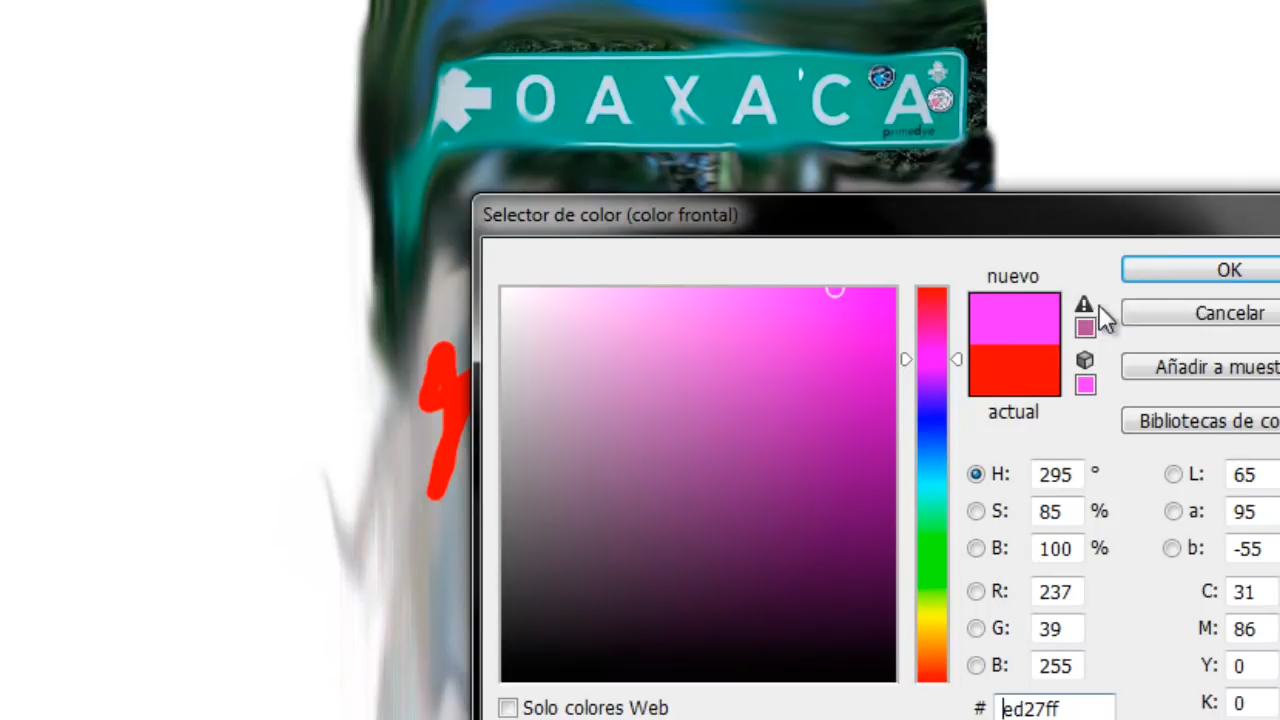 OAXACA
primedye
Selector de color (color frontal)
nuevo
OK
Cancelar
Añadir a muest
Bibliotecas de co
actual
H: 295 °
L: 65
S: 85 %
a: 95
B: 100 %
b: -55
R: 237
C: 31
G: 39
M: 86
B: 255
Y: 0
# ed27ff
K: 0
Solo colores Web